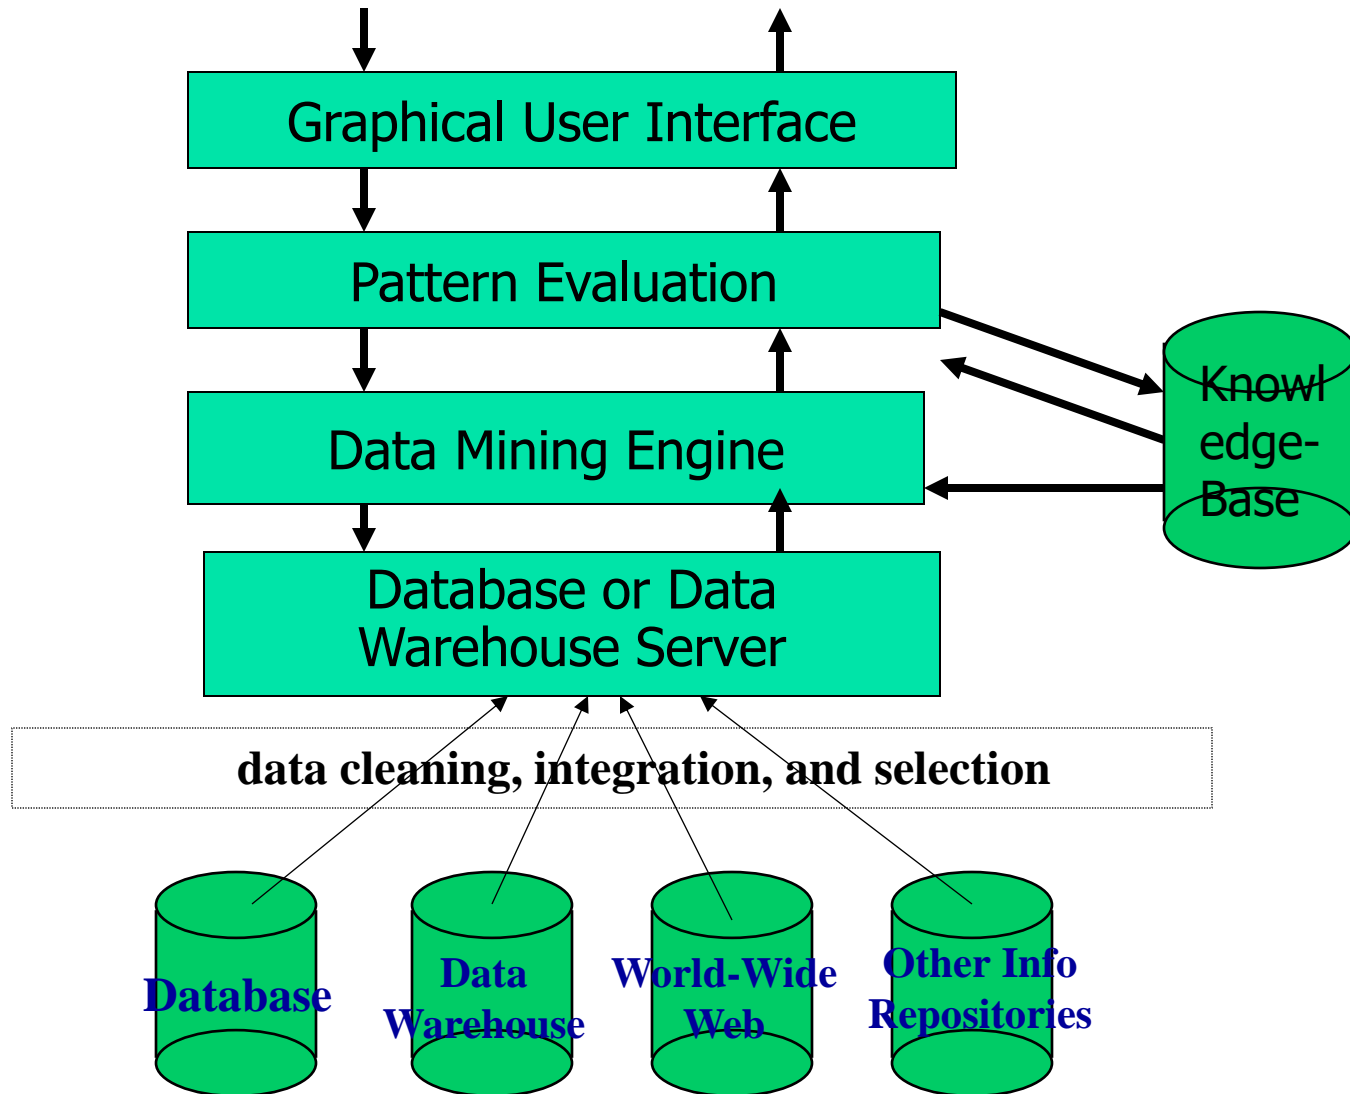 Graphical User Interface
Pattern Evaluation
Knowl
edge-
Base
Data Mining Engine
Database or Data
Warehouse Server
data cleaning, integration, and selection
Database
Data
Warehouse
World-Wide
Web
Other Info
Repositories